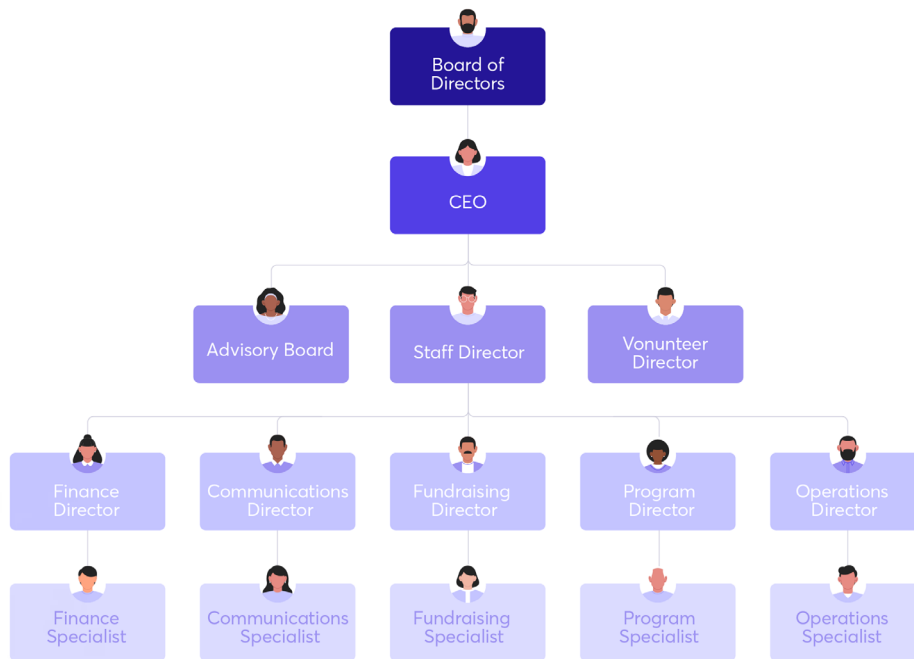 Board of
Directors
CEO
Advisory Board
Staff Director
Vonunteer
Director
Finance
Director
Communications
Director
Fundraising
Director
Program
Director
Operations
Director
Finance
Specialist
Communications
Specialist
Fundraising
Specialist
Program
Specialist
Operations
Specialist